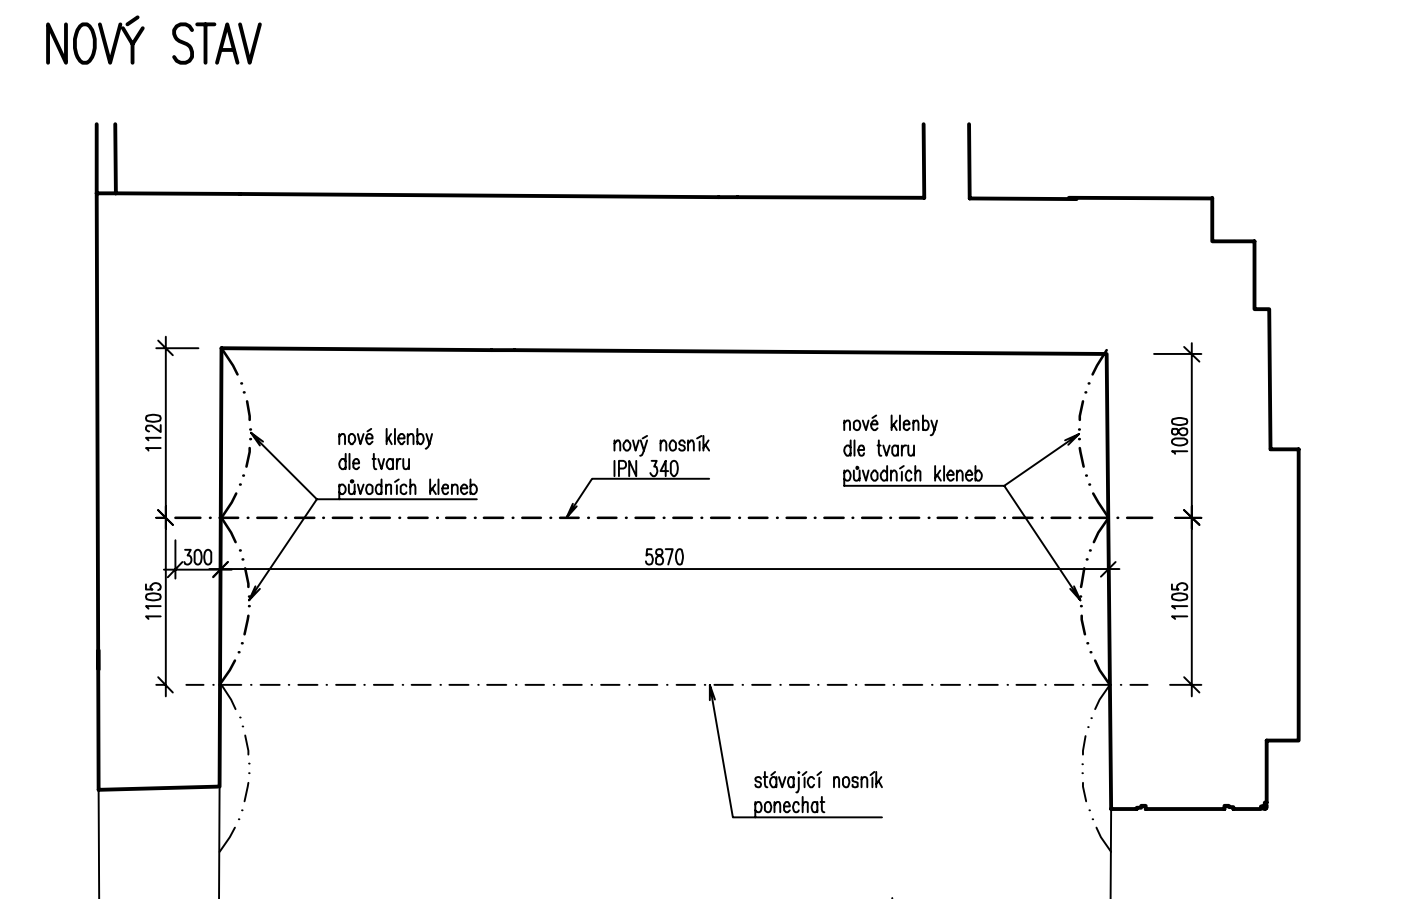 NOVÝ STAV
1120
nové klenby
dle tvaru
původních kleneb
nový nosník
IPN 340
nové klenby
dle tvaru
původních kleneb
1080
300
5870
1105
1105
stávající nosník
ponechat